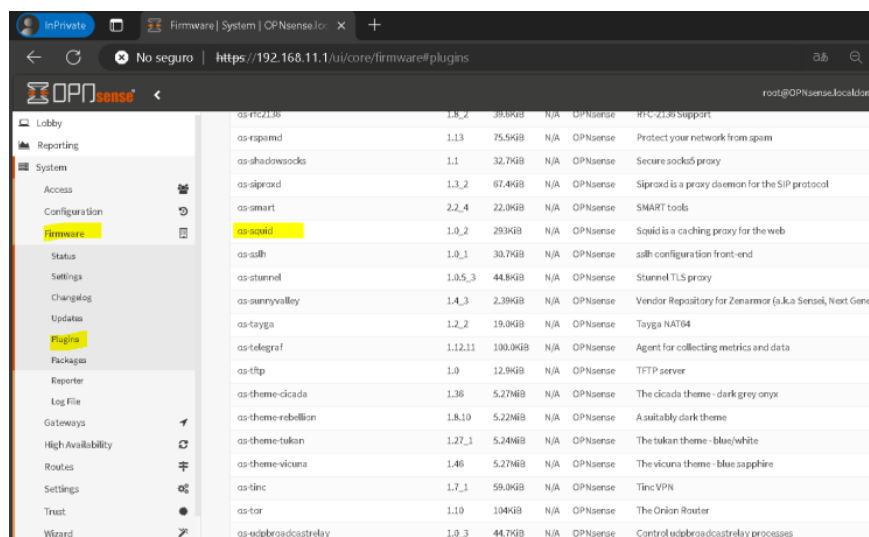 InPrivate
Firmware | System | OPNsense.loc
No seguro | https://192.168.11.1/ui/core/firmware#plugins
OPNsense
root@OPNsense.localdon
Lobby
Reporting
System
Access
Configuration
Firmware
Status
Settings
Changelog
Updates
Plugins
Packages
Reporter
Log File
Gateways
High Availability
Routes
Settings
Trust
Wizard
os-rfc2136 1.8_2 39.6KiB N/A OPNsense RFC-2136 Support
os-rspamd 1.13 75.5KiB N/A OPNsense Protect your network from spam
os-shadowsocks 1.1 32.7KiB N/A OPNsense Secure socks5 proxy
os-siproxd 1.3_2 67.4KiB N/A OPNsense Siproxd is a proxy daemon for the SIP protocol
os-smart 2.2_4 22.0KiB N/A OPNsense SMART tools
os-squid 1.0_2 293KiB N/A OPNsense Squid is a caching proxy for the web
os-sslh 1.0_1 30.7KiB N/A OPNsense sslh configuration front-end
os-stunnel 1.0.5_3 44.8KiB N/A OPNsense Stunnel TLS proxy
os-sunnyvalley 1.4_3 2.39KiB N/A OPNsense Vendor Repository for Zenarmor (a.k.a Sensei, Next Gene
os-tayga 1.2_2 19.0KiB N/A OPNsense Tayga NAT64
os-telegraf 1.12.11 100.0KiB N/A OPNsense Agent for collecting metrics and data
os-tftp 1.0 12.9KiB N/A OPNsense TFTP server
os-theme-cicada 1.36 5.27MiB N/A OPNsense The cicada theme - dark grey onyx
os-theme-rebellion 1.8.10 5.22MiB N/A OPNsense A suitably dark theme
os-theme-tukan 1.27_1 5.24MiB N/A OPNsense The tukan theme - blue/white
os-theme-vicuna 1.46 5.27MiB N/A OPNsense The vicuna theme - blue sapphire
os-tinc 1.7_1 59.0KiB N/A OPNsense Tinc VPN
os-tor 1.10 104KiB N/A OPNsense The Onion Router
os-udpbroadcastrelay 1.0_3 44.7KiB N/A OPNsense Control udpbroadcastrelay processes